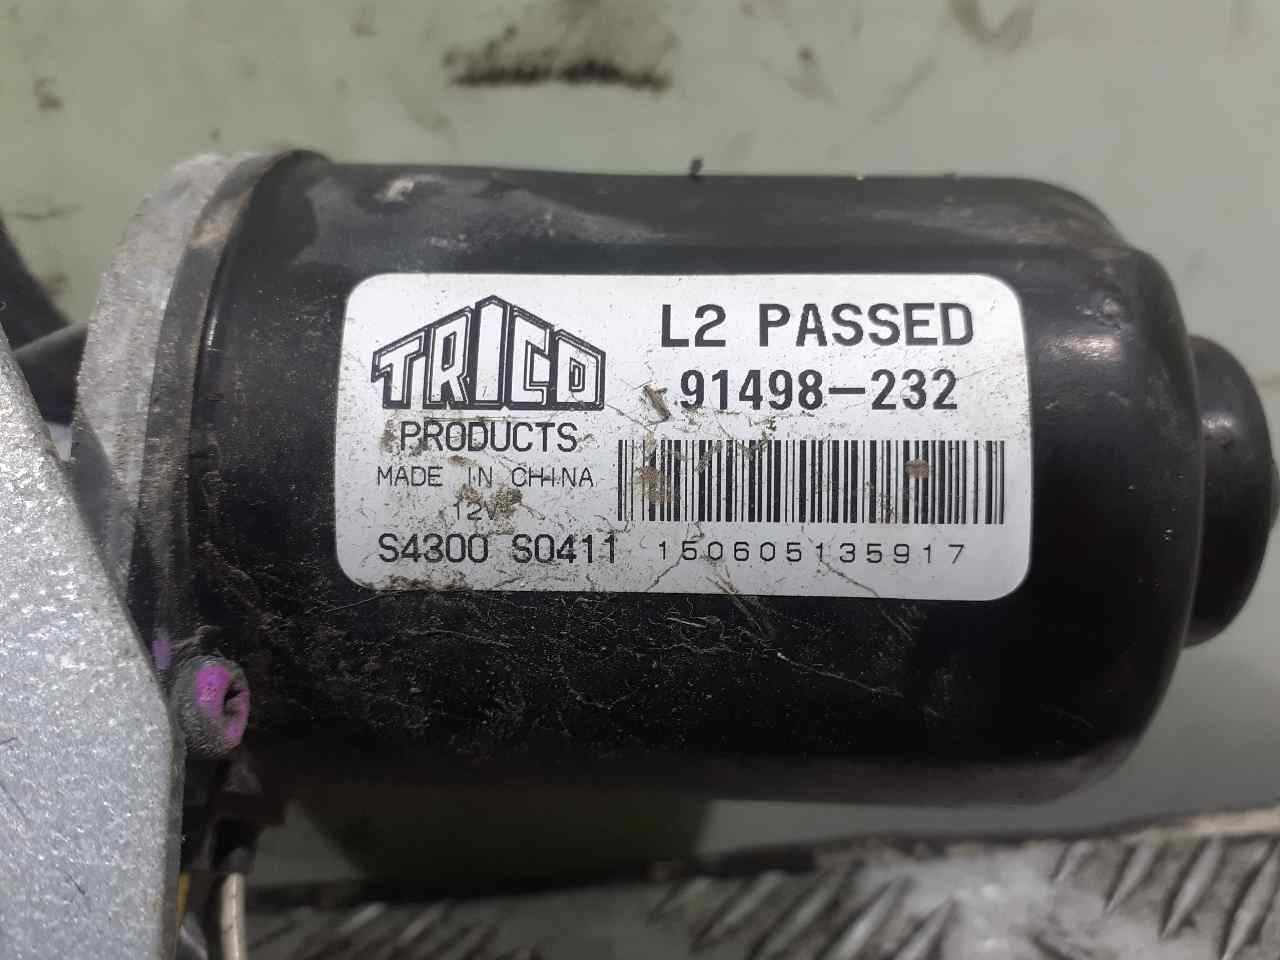 TRICO
PRODUCTS
MADE IN CHINA
12V
S4300 S0411
L2 PASSED
91498-232
150605135917